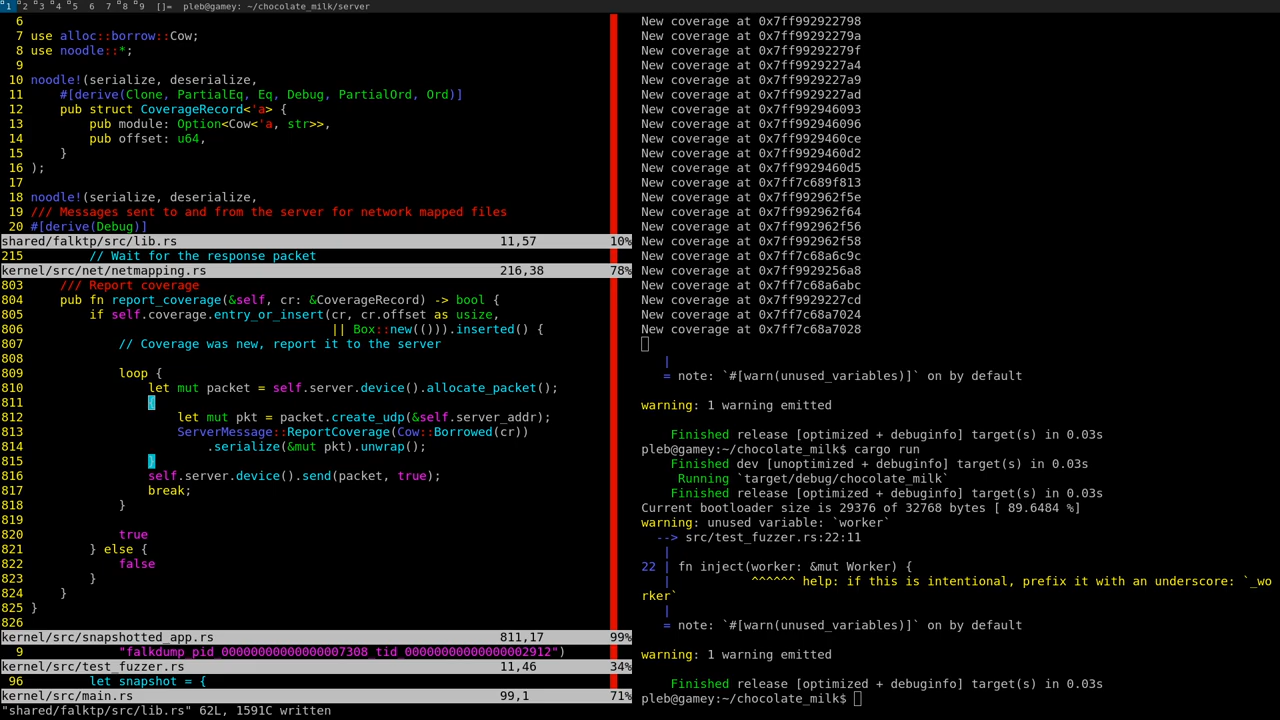 1 2 3 4 5 6 7 8 9 []= pleb@gamey: ~/chocolate_milk/server
6
7 use alloc::borrow::Cow;
8 use noodle::*;
9
10 noodle!(serialize, deserialize,
11     #[derive(Clone, PartialEq, Eq, Debug, PartialOrd, Ord)]
12     pub struct CoverageRecord<'a> {
13         pub module: Option<Cow<'a, str>>,
14         pub offset: u64,
15     }
16 );
17
18 noodle!(serialize, deserialize,
19 /// Messages sent to and from the server for network mapped files
20 #[derive(Debug)]
shared/falktp/src/lib.rs 11,57 10%
215         // Wait for the response packet
kernel/src/net/netmapping.rs 216,38 78%
803     /// Report coverage
804     pub fn report_coverage(&self, cr: &CoverageRecord) -> bool {
805         if self.coverage.entry_or_insert(cr, cr.offset as usize,
806                                          || Box::new(())).inserted() {
807             // Coverage was new, report it to the server
808
809             loop {
810                 let mut packet = self.server.device().allocate_packet();
811                 {
812                     let mut pkt = packet.create_udp(&self.server_addr);
813                     ServerMessage::ReportCoverage(Cow::Borrowed(cr))
814                         .serialize(&mut pkt).unwrap();
815                 }
816                 self.server.device().send(packet, true);
817                 break;
818             }
819
820             true
821         } else {
822             false
823         }
824     }
825 }
826
kernel/src/snapshotted_app.rs 811,17 99%
9             "falkdump_pid_00000000000000007308_tid_00000000000000002912")
kernel/src/test_fuzzer.rs 11,46 34%
96         let snapshot = {
kernel/src/main.rs 99,1 71%
"shared/falktp/src/lib.rs" 62L, 1591C written
New coverage at 0x7ff992922798
New coverage at 0x7ff99292279a
New coverage at 0x7ff99292279f
New coverage at 0x7ff9929227a4
New coverage at 0x7ff9929227a9
New coverage at 0x7ff9929227ad
New coverage at 0x7ff992946093
New coverage at 0x7ff992946096
New coverage at 0x7ff9929460ce
New coverage at 0x7ff9929460d2
New coverage at 0x7ff9929460d5
New coverage at 0x7ff7c689f813
New coverage at 0x7ff992962f5e
New coverage at 0x7ff992962f64
New coverage at 0x7ff992962f56
New coverage at 0x7ff992962f58
New coverage at 0x7ff7c68a6c9c
New coverage at 0x7ff9929256a8
New coverage at 0x7ff7c68a6abc
New coverage at 0x7ff9929227cd
New coverage at 0x7ff7c68a7024
New coverage at 0x7ff7c68a7028
   |
   = note: `#[warn(unused_variables)]` on by default
warning: 1 warning emitted
    Finished release [optimized + debuginfo] target(s) in 0.03s
pleb@gamey:~/chocolate_milk$ cargo run
    Finished dev [unoptimized + debuginfo] target(s) in 0.03s
     Running `target/debug/chocolate_milk`
    Finished release [optimized + debuginfo] target(s) in 0.03s
Current bootloader size is 29376 of 32768 bytes [ 89.6484 %]
warning: unused variable: `worker`
  --> src/test_fuzzer.rs:22:11
   |
22 | fn inject(worker: &mut Worker) {
   |           ^^^^^^ help: if this is intentional, prefix it with an underscore: `_wo
rker`
   |
   = note: `#[warn(unused_variables)]` on by default
warning: 1 warning emitted
    Finished release [optimized + debuginfo] target(s) in 0.03s
pleb@gamey:~/chocolate_milk$